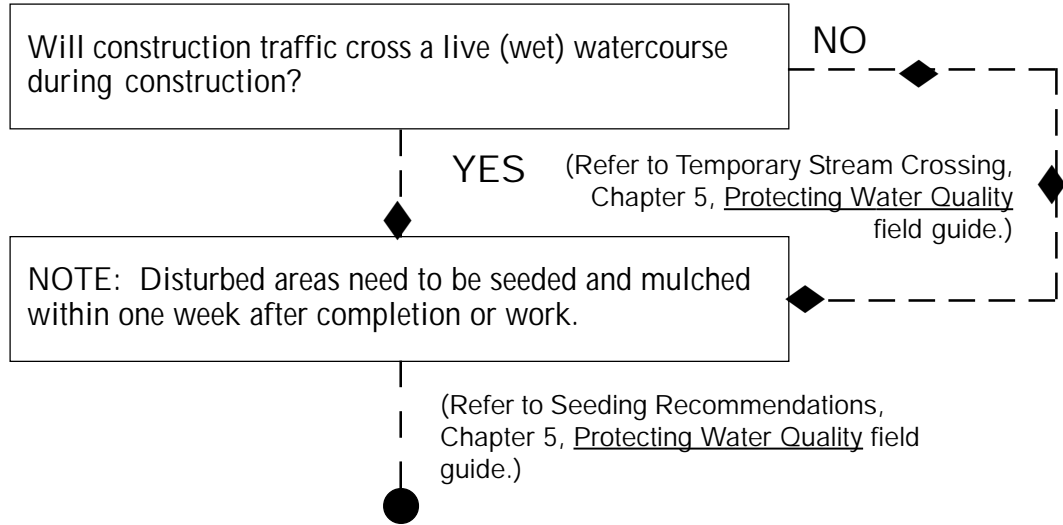 Will construction traffic cross a live (wet) watercourse
during construction?
NO
YES
(Refer to Temporary Stream Crossing,
Chapter 5, Protecting Water Quality
field guide.)
NOTE: Disturbed areas need to be seeded and mulched
within one week after completion or work.
(Refer to Seeding Recommendations,
Chapter 5, Protecting Water Quality field
guide.)